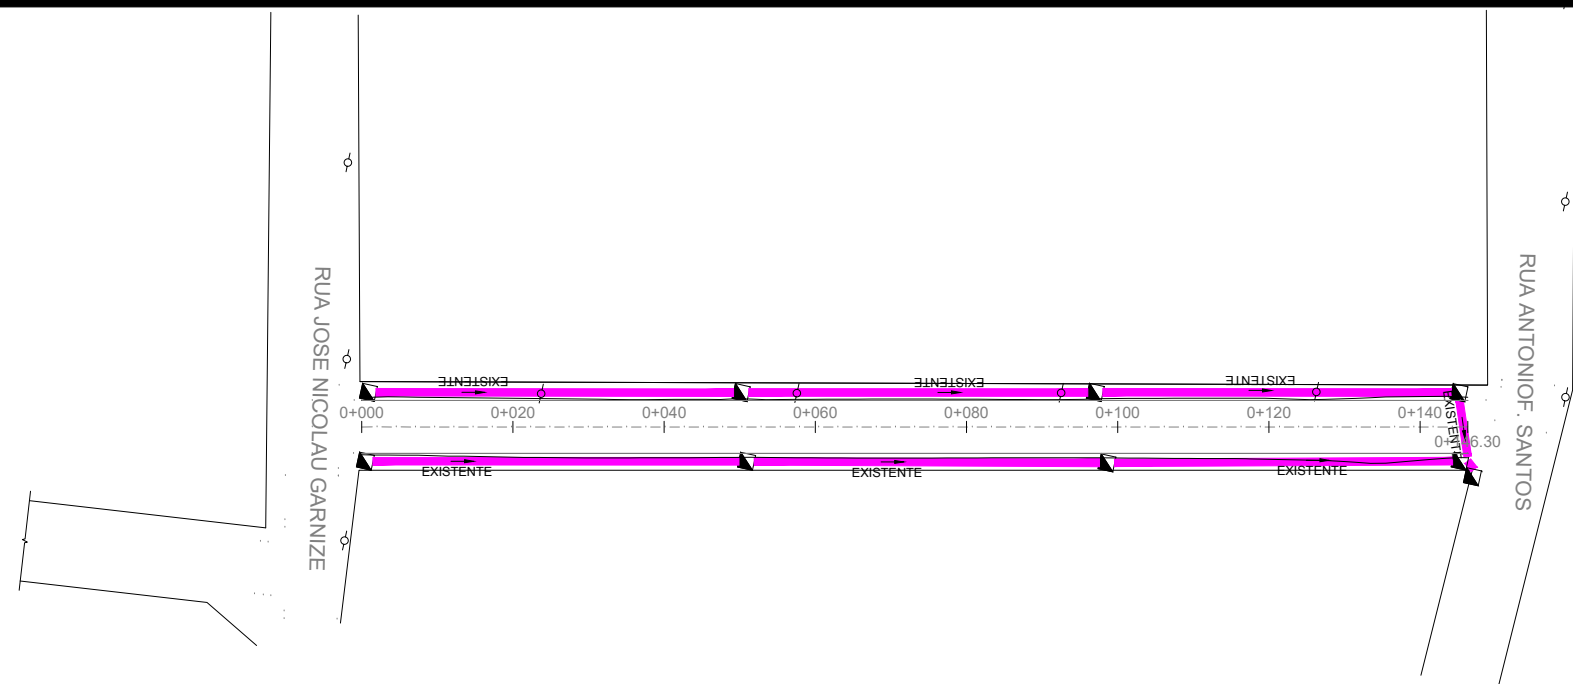 RUA JOSE NICOLAU GARNIZE
RUA ANTONIOF. SANTOS
EXISTENTE
EXISTENTE
EXISTENTE
0+000
0+020
0+040
0+060
0+080
0+100
0+120
0+140
EXISTENTE
EXISTENTE
EXISTENTE
EXISTENTE